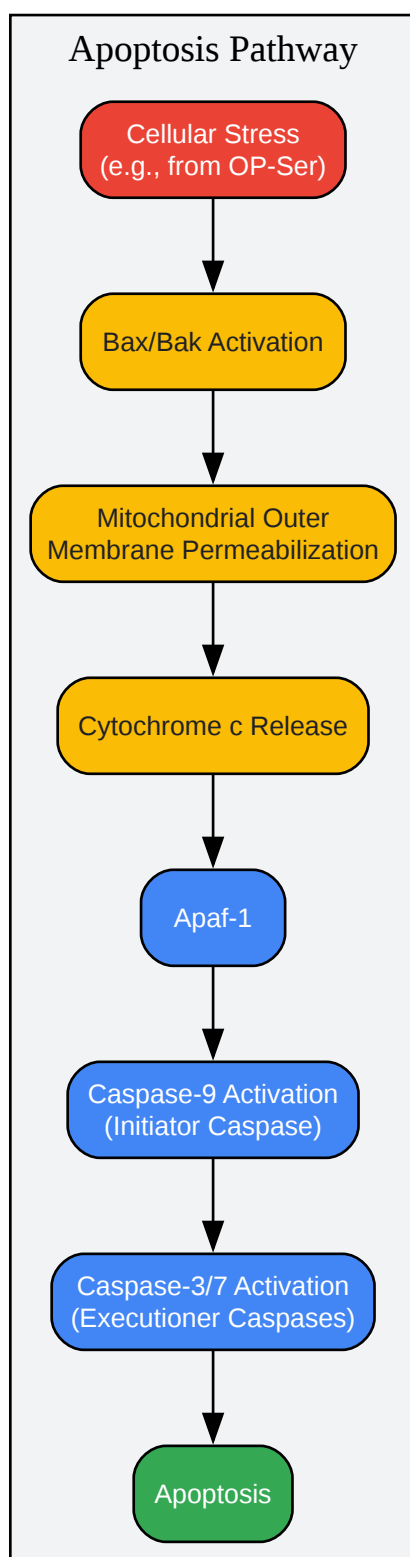 Apoptosis Pathway
Cellular Stress
(e.g., from OP-Ser)
Bax/Bak Activation
Mitochondrial Outer
Membrane Permeabilization
Cytochrome c Release
Apaf-1
Caspase-9 Activation
(Initiator Caspase)
Caspase-3/7 Activation
(Executioner Caspases)
Apoptosis